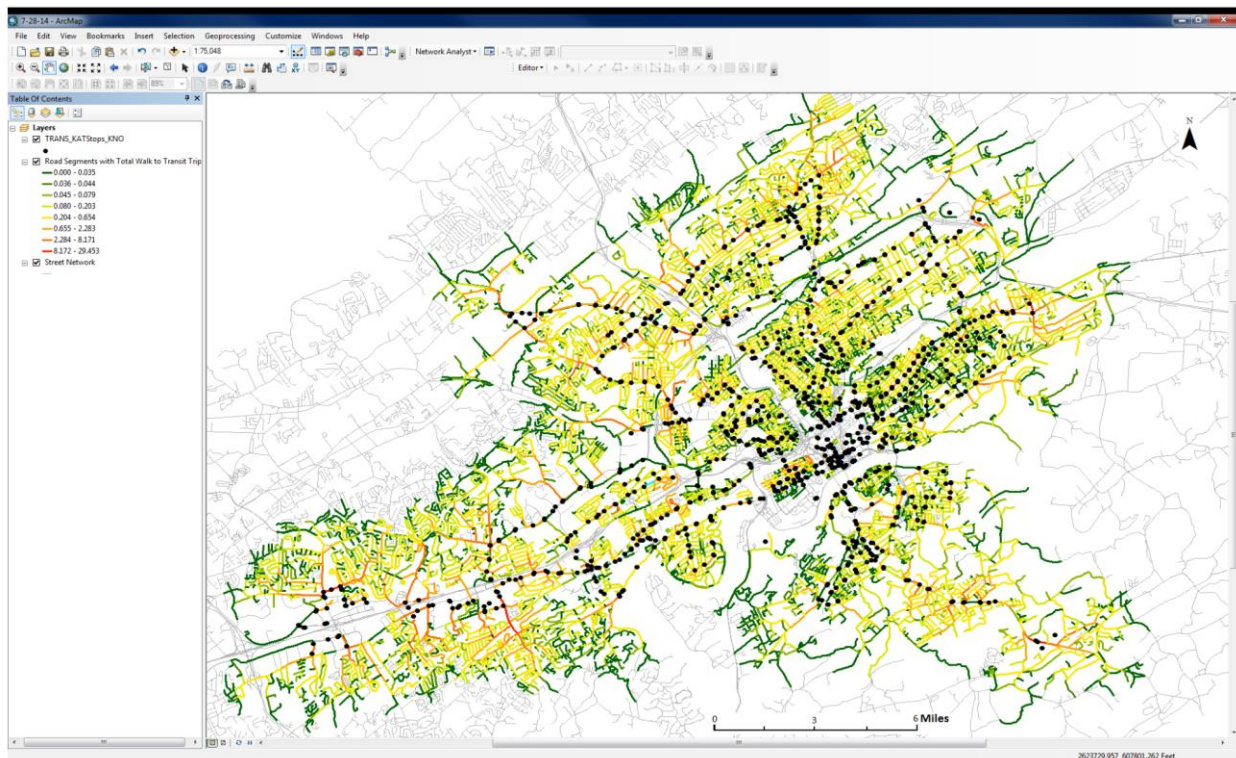 7-28-14 - ArcMap
File Edit View Bookmarks Insert Selection Geoprocessing Customize Windows Help
1:75,048
Network Analyst
Editor
89%
Table Of Contents
Layers
TRANS_KATStops_KNO
Road Segments with Total Walk to Transit Trip
0.000 - 0.035
0.036 - 0.044
0.045 - 0.079
0.080 - 0.203
0.204 - 0.654
0.655 - 2.283
2.284 - 8.171
8.172 - 29.453
Street Network
N
0 3 6 Miles
2623729.957 607801.262 Feet